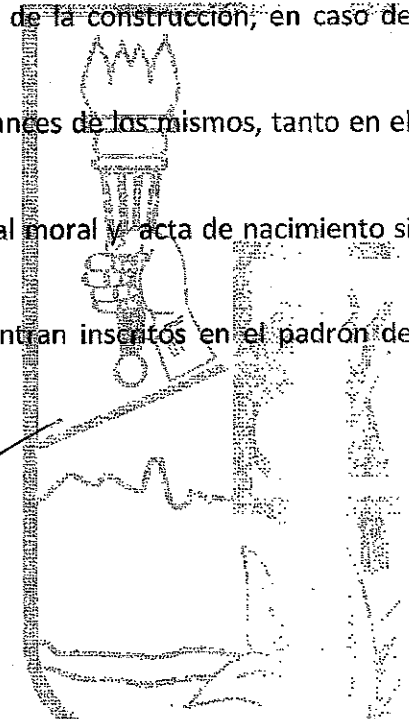 de la construcción, en caso de
ances de los mismos, tanto en el
al moral y acta de nacimiento si
ntran inscritos en el padrón de